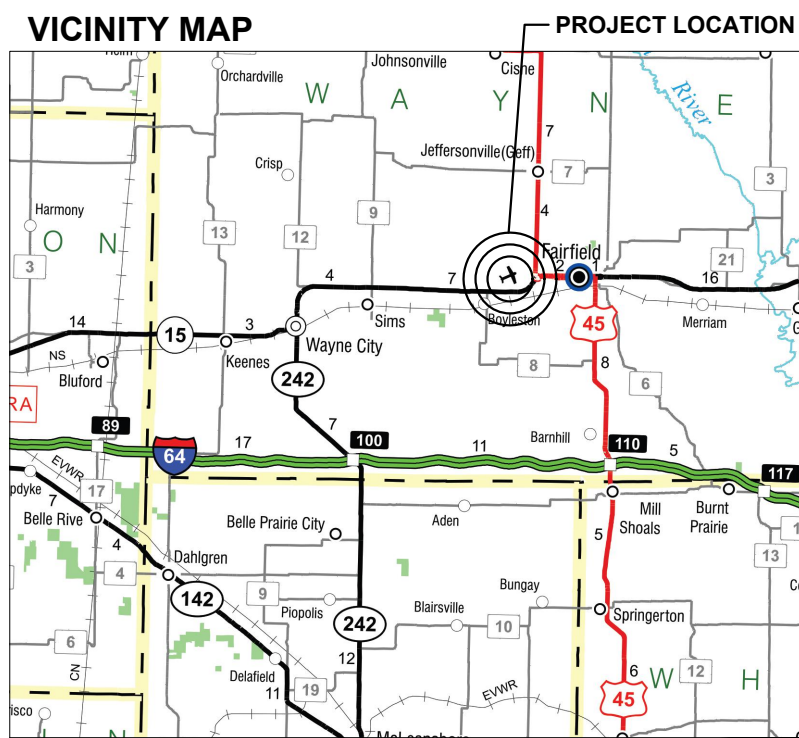 VICINITY MAP
PROJECT LOCATION
Orchardville
Johnsonville
Cisne
W A Y N E
River
7
Jeffersonville(Geff)
7
Crisp
3
4
9
Harmony
13
12
O N
Fairfield
21
3
2
1
4
7
16
Sims
Boyleston
Merriam
14
15
3
45
Wayne City
Keenes
NS
8
8
Bluford
242
6
RA
7
89
Barnhill
17
100
11
110
5
64
117
EVWR
pdyke
17
7
Belle Rive
Aden
Mill
Shoals
Burnt
Prairie
Belle Prairie City
5
4
13
Dahlgren
4
9
Bungay
142
Piopolis
Blairsville
Springerton
242
10
6
12
12
W H
Delafield
6
CN
19
11
EVWR
45
risco